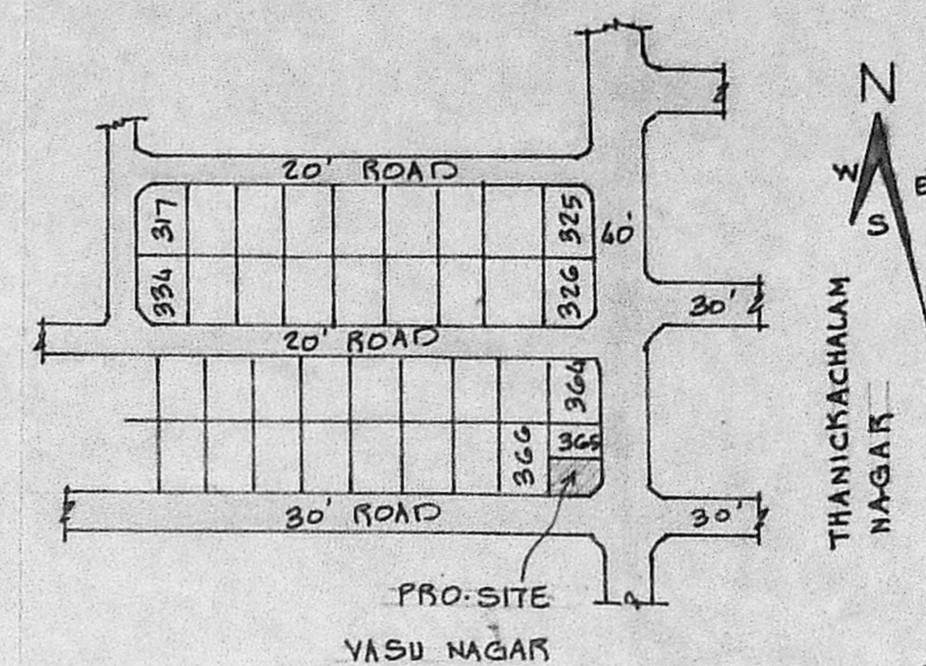 N
W
E
S
20' ROAD
317
325
40'
334
326
30'
20' ROAD
364
365
366
30' ROAD
30'
PRO.SITE
VASU NAGAR
THANICKACHALAM
NAGAR